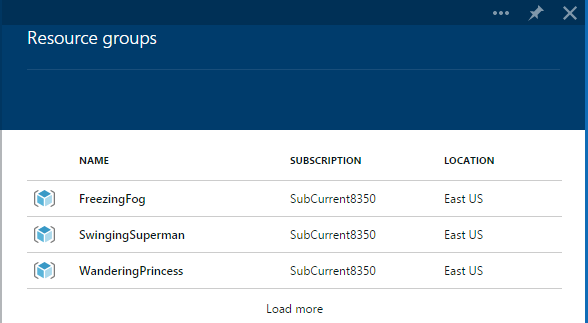 Resource groups
NAME SUBSCRIPTION LOCATION
FreezingFog SubCurrent8350 East US
SwingingSuperman SubCurrent8350 East US
WanderingPrincess SubCurrent8350 East US
Load more